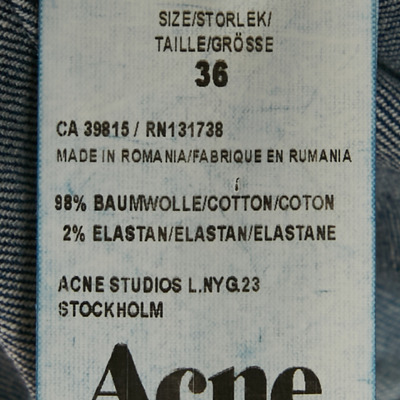 SIZE/STORLEK/
TAILLE/GRÖSSE
36
CA 39815 / RN131738
MADE IN ROMANIA/FABRIQUE EN RUMANIA
98% BAUMWOLLE/COTTON/COTON
2% ELASTAN/ELASTAN/ELASTANE
ACNE STUDIOS L.NYG.23
STOCKHOLM
Acne